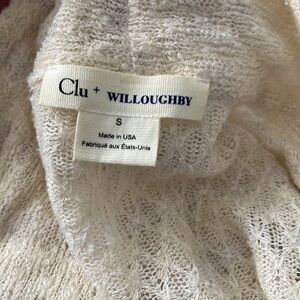 Clu + WILLOUGHBY
S
Made in USA
Fabriqué aux États-Unis